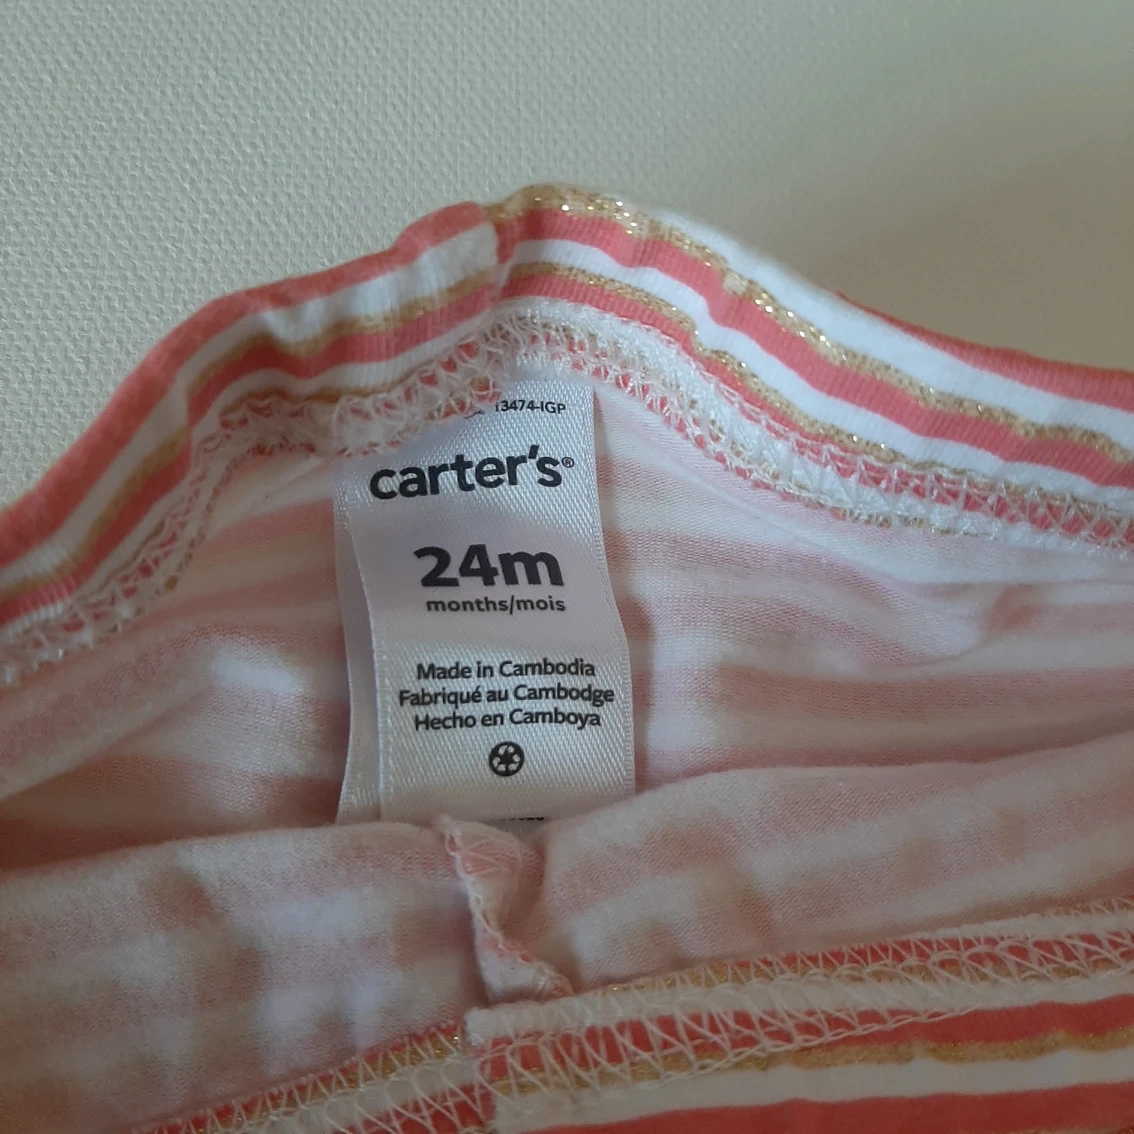 13474-IGP
carter's®
24m
months/mois
Made in Cambodia
Fabriqué au Cambodge
Hecho en Camboya